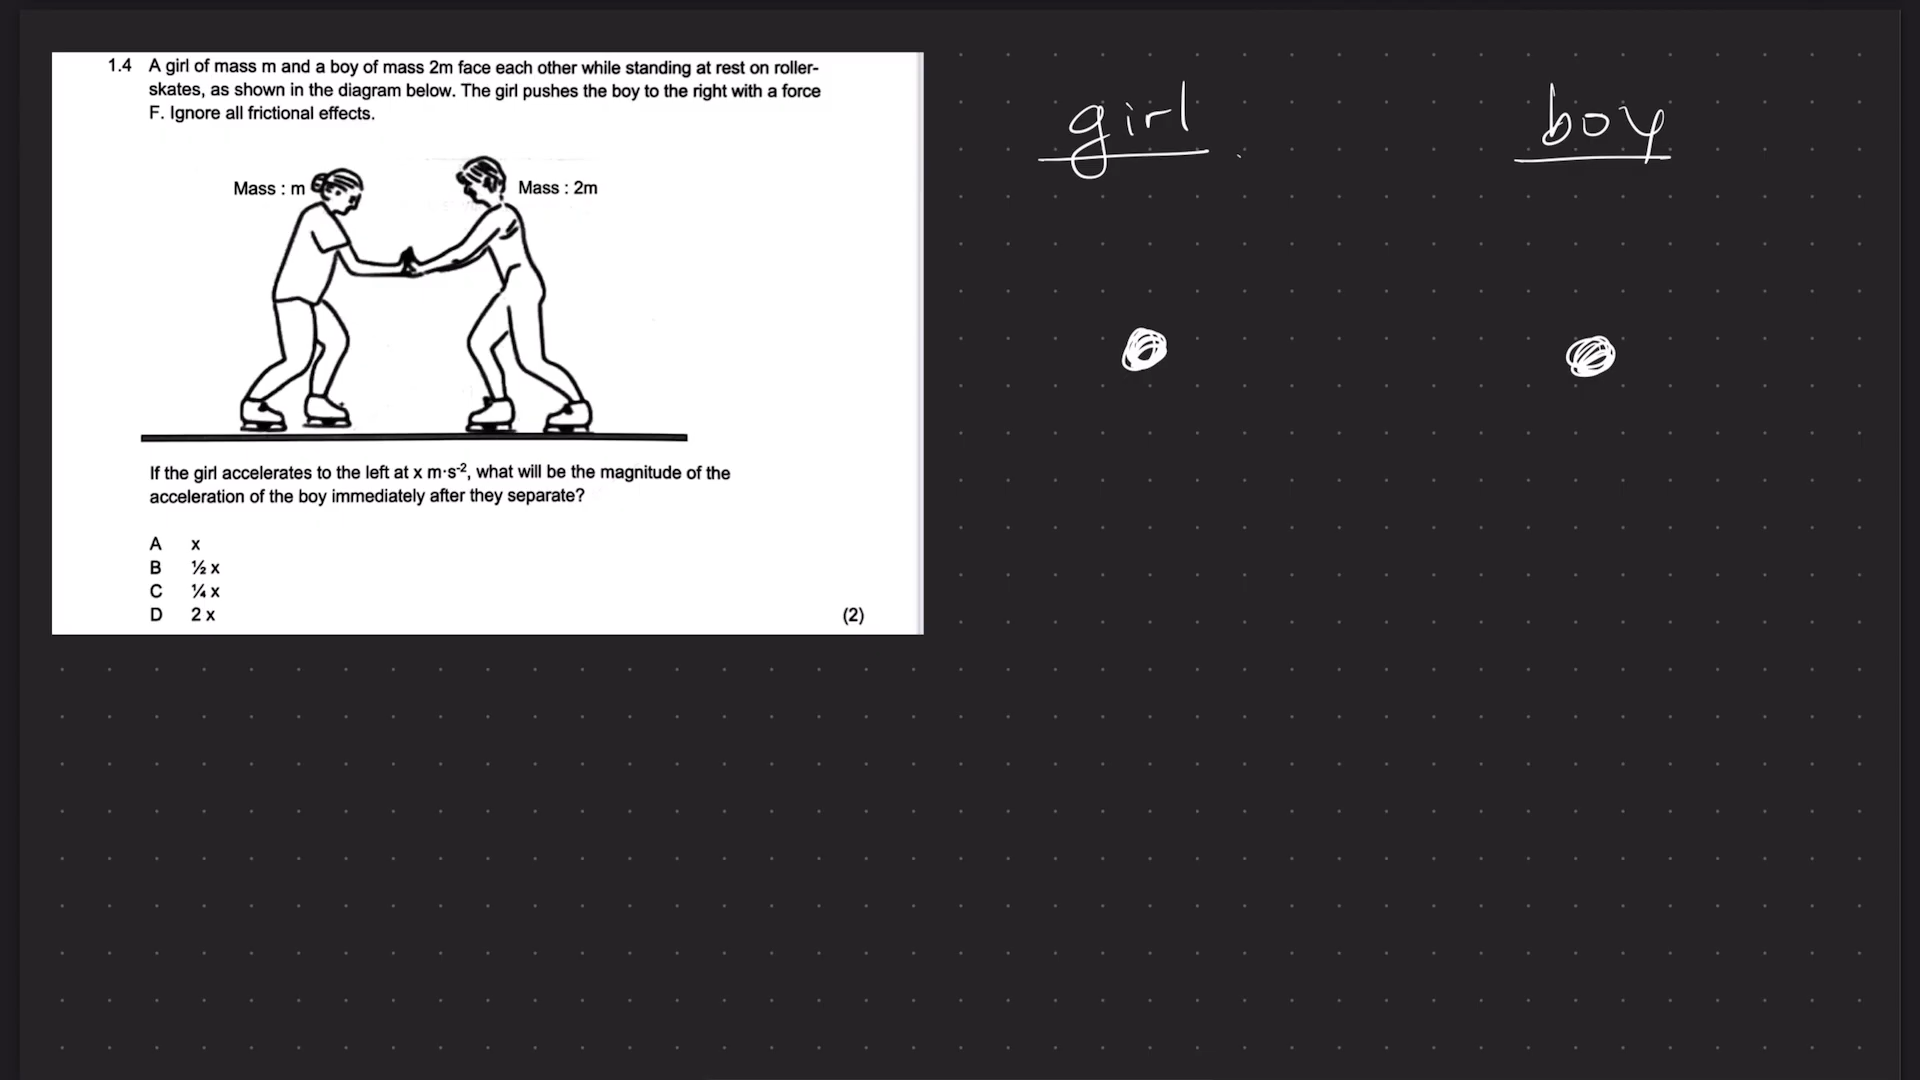 1.4 A girl of mass m and a boy of mass 2m face each other while standing at rest on roller-
skates, as shown in the diagram below. The girl pushes the boy to the right with a force
F. Ignore all frictional effects.
Mass : m
Mass : 2m
If the girl accelerates to the left at x m·s⁻², what will be the magnitude of the
acceleration of the boy immediately after they separate?
A x
B ½ x
C ¼ x
D 2 x
(2)
girl
boy